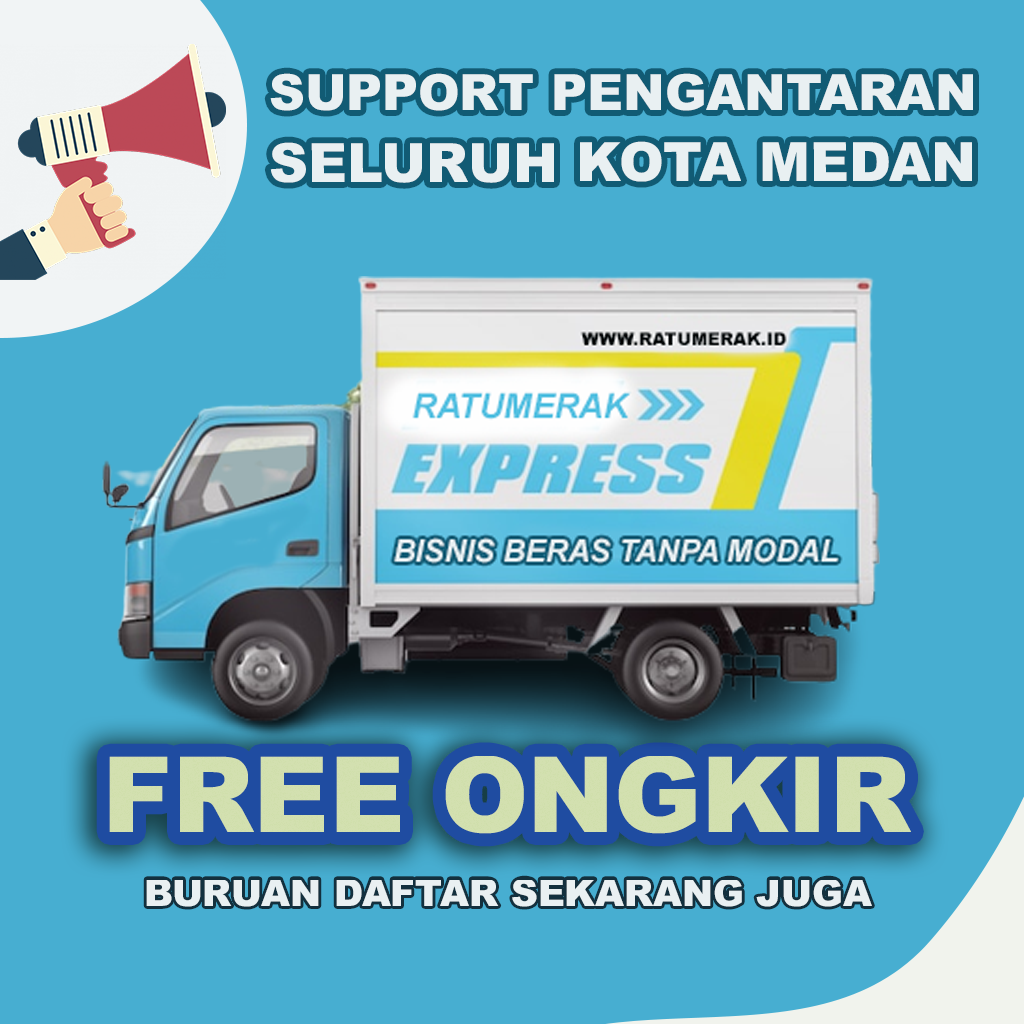 SUPPORT PENGANTARAN
SELURUH KOTA MEDAN
WWW.RATUMERAK.ID
RATUMERAK
EXPRESS
BISNIS BERAS TANPA MODAL
FREE ONGKIR
BURUAN DAFTAR SEKARANG JUGA